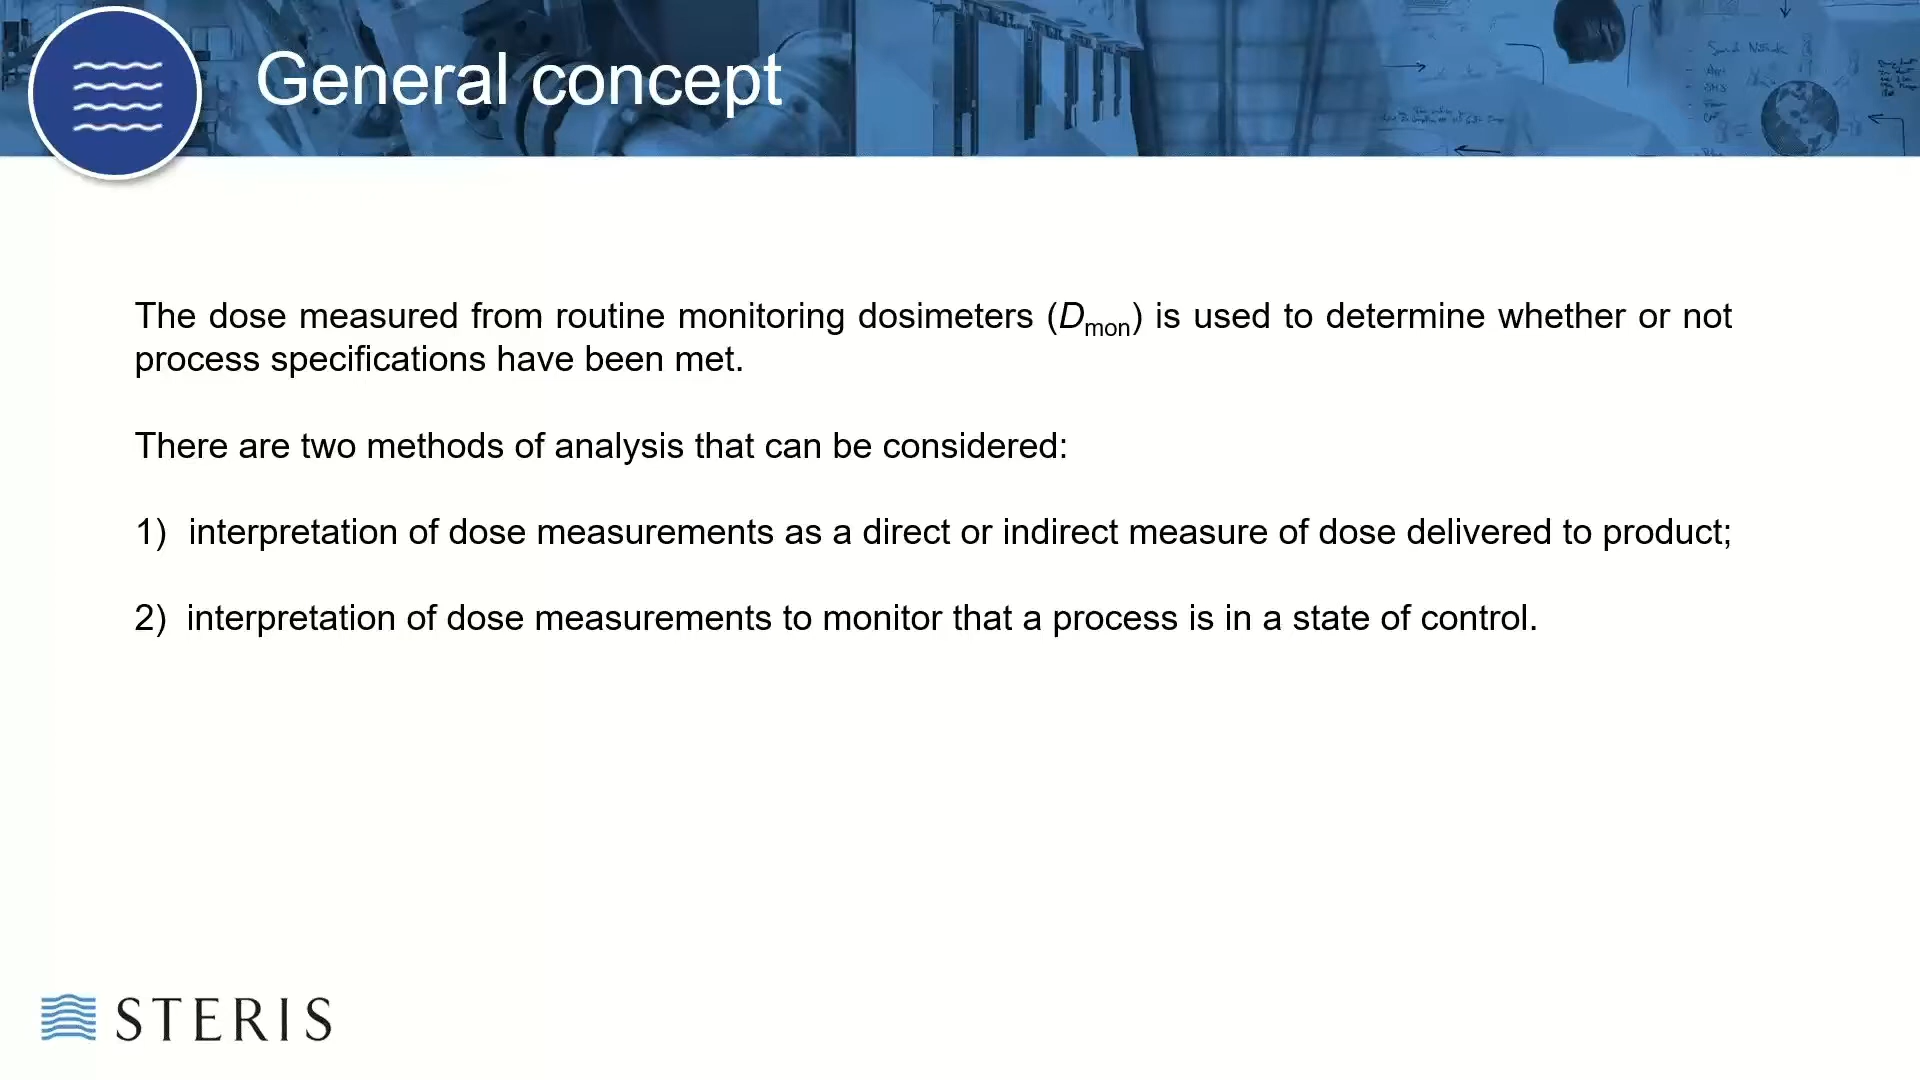 General concept
The dose measured from routine monitoring dosimeters (Dmon) is used to determine whether or not
process specifications have been met.
There are two methods of analysis that can be considered:
1) interpretation of dose measurements as a direct or indirect measure of dose delivered to product;
2) interpretation of dose measurements to monitor that a process is in a state of control.
STERIS